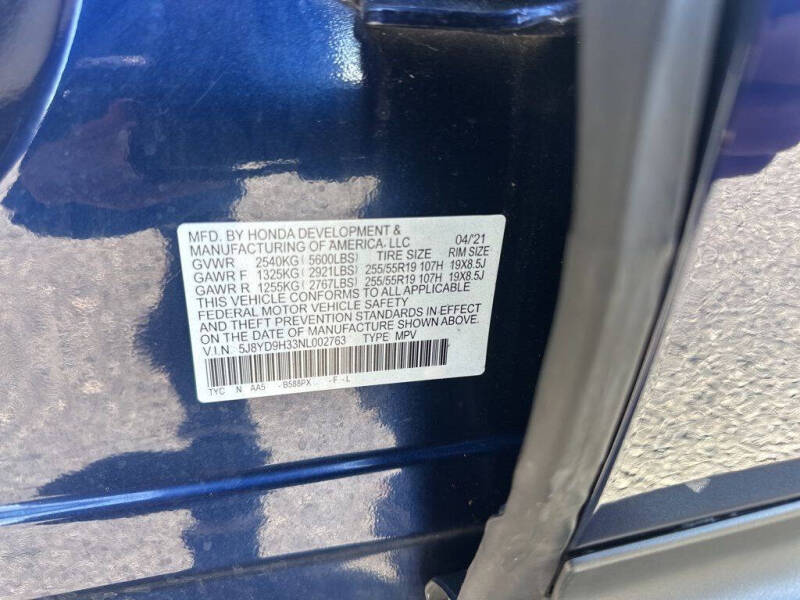 MFD. BY HONDA DEVELOPMENT &
MANUFACTURING OF AMERICA, LLC 04/'21
GVWR 2540KG ( 5600LBS) TIRE SIZE RIM SIZE
GAWR F 1325KG ( 2921LBS) 255/55R19 107H 19X8.5J
GAWR R 1255KG ( 2767LBS) 255/55R19 107H 19X8.5J
THIS VEHICLE CONFORMS TO ALL APPLICABLE
FEDERAL MOTOR VEHICLE SAFETY
AND THEFT PREVENTION STANDARDS IN EFFECT
ON THE DATE OF MANUFACTURE SHOWN ABOVE.
V.I.N. 5J8YD9H33NL002763 TYPE MPV
TYC N AA5 -B588PX -F -L